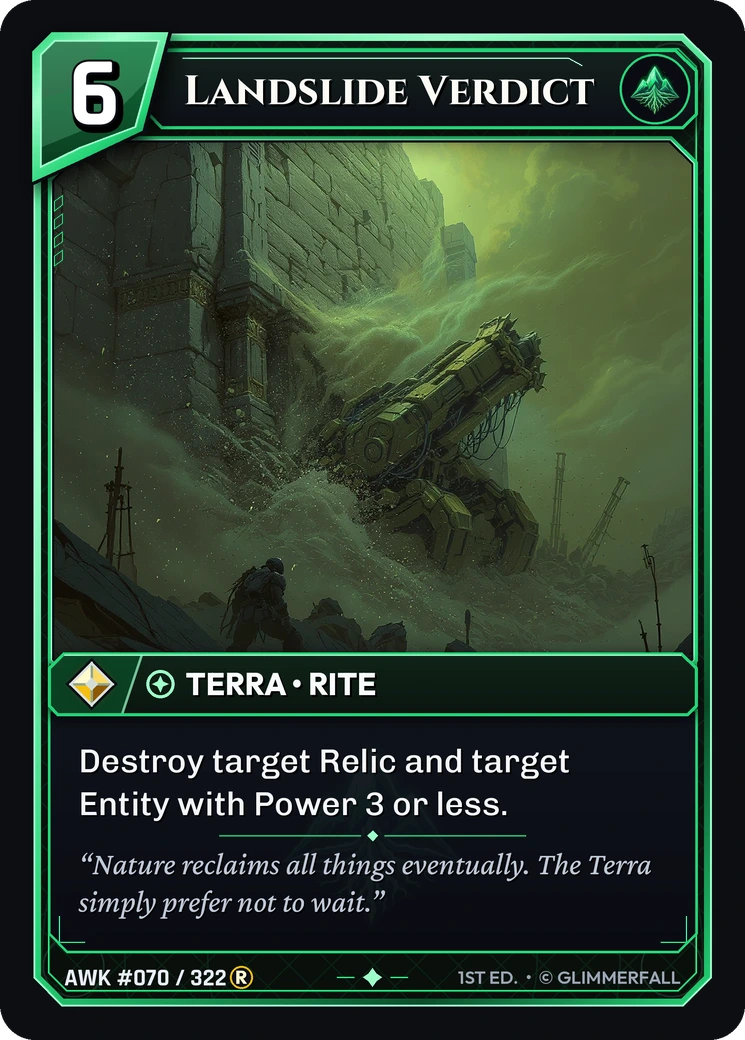 6
LANDSLIDE VERDICT
TERRA • RITE
Destroy target Relic and target
Entity with Power 3 or less.
“Nature reclaims all things eventually. The Terra
simply prefer not to wait.”
AWK #070 / 322 R
1ST ED. • © GLIMMERFALL